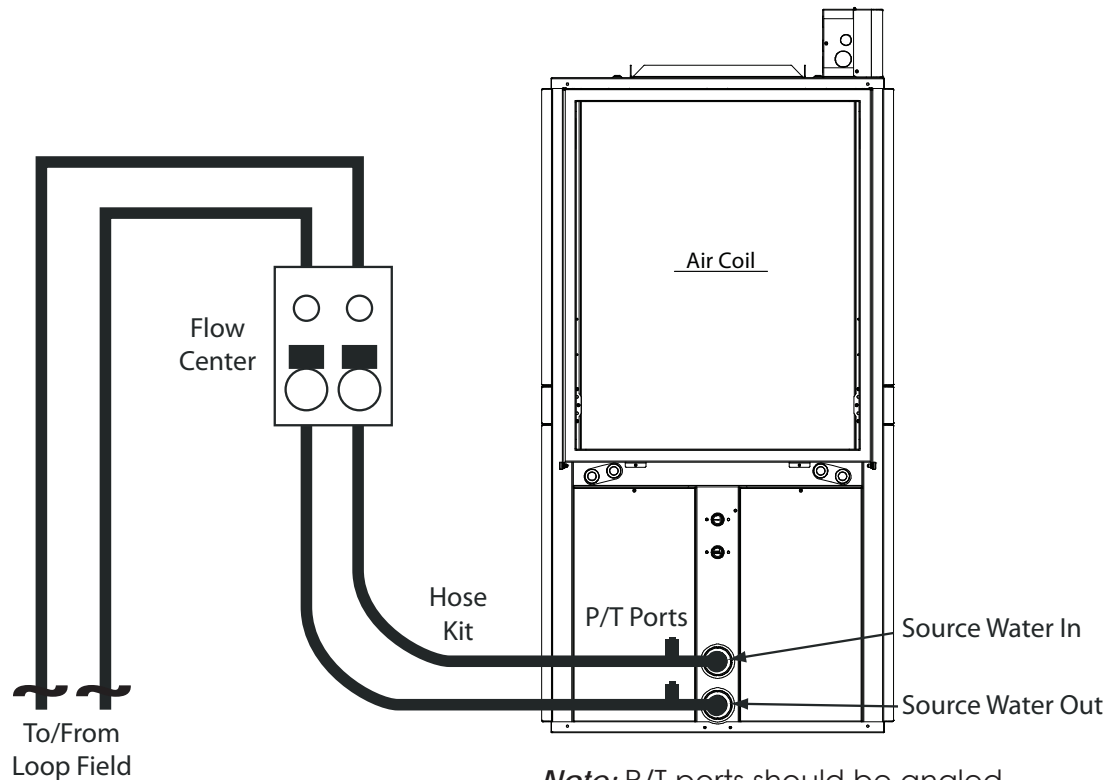 Air Coil
Flow
Center
Hose
Kit
P/T Ports
Source Water In
Source Water Out
To/From
Loop Field